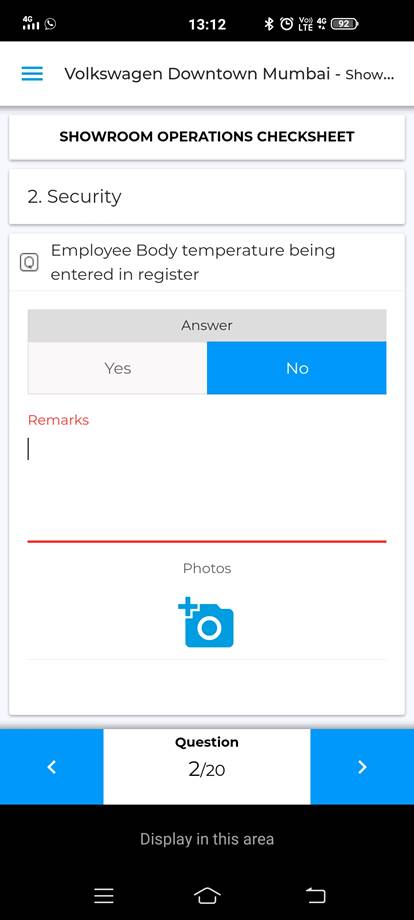 4G 13:12 Vo) LTE 4G 92
Volkswagen Downtown Mumbai - Show...
SHOWROOM OPERATIONS CHECKSHEET
2. Security
Q Employee Body temperature being
entered in register
Answer
Yes No
Remarks
Photos
Question
2/20
Display in this area